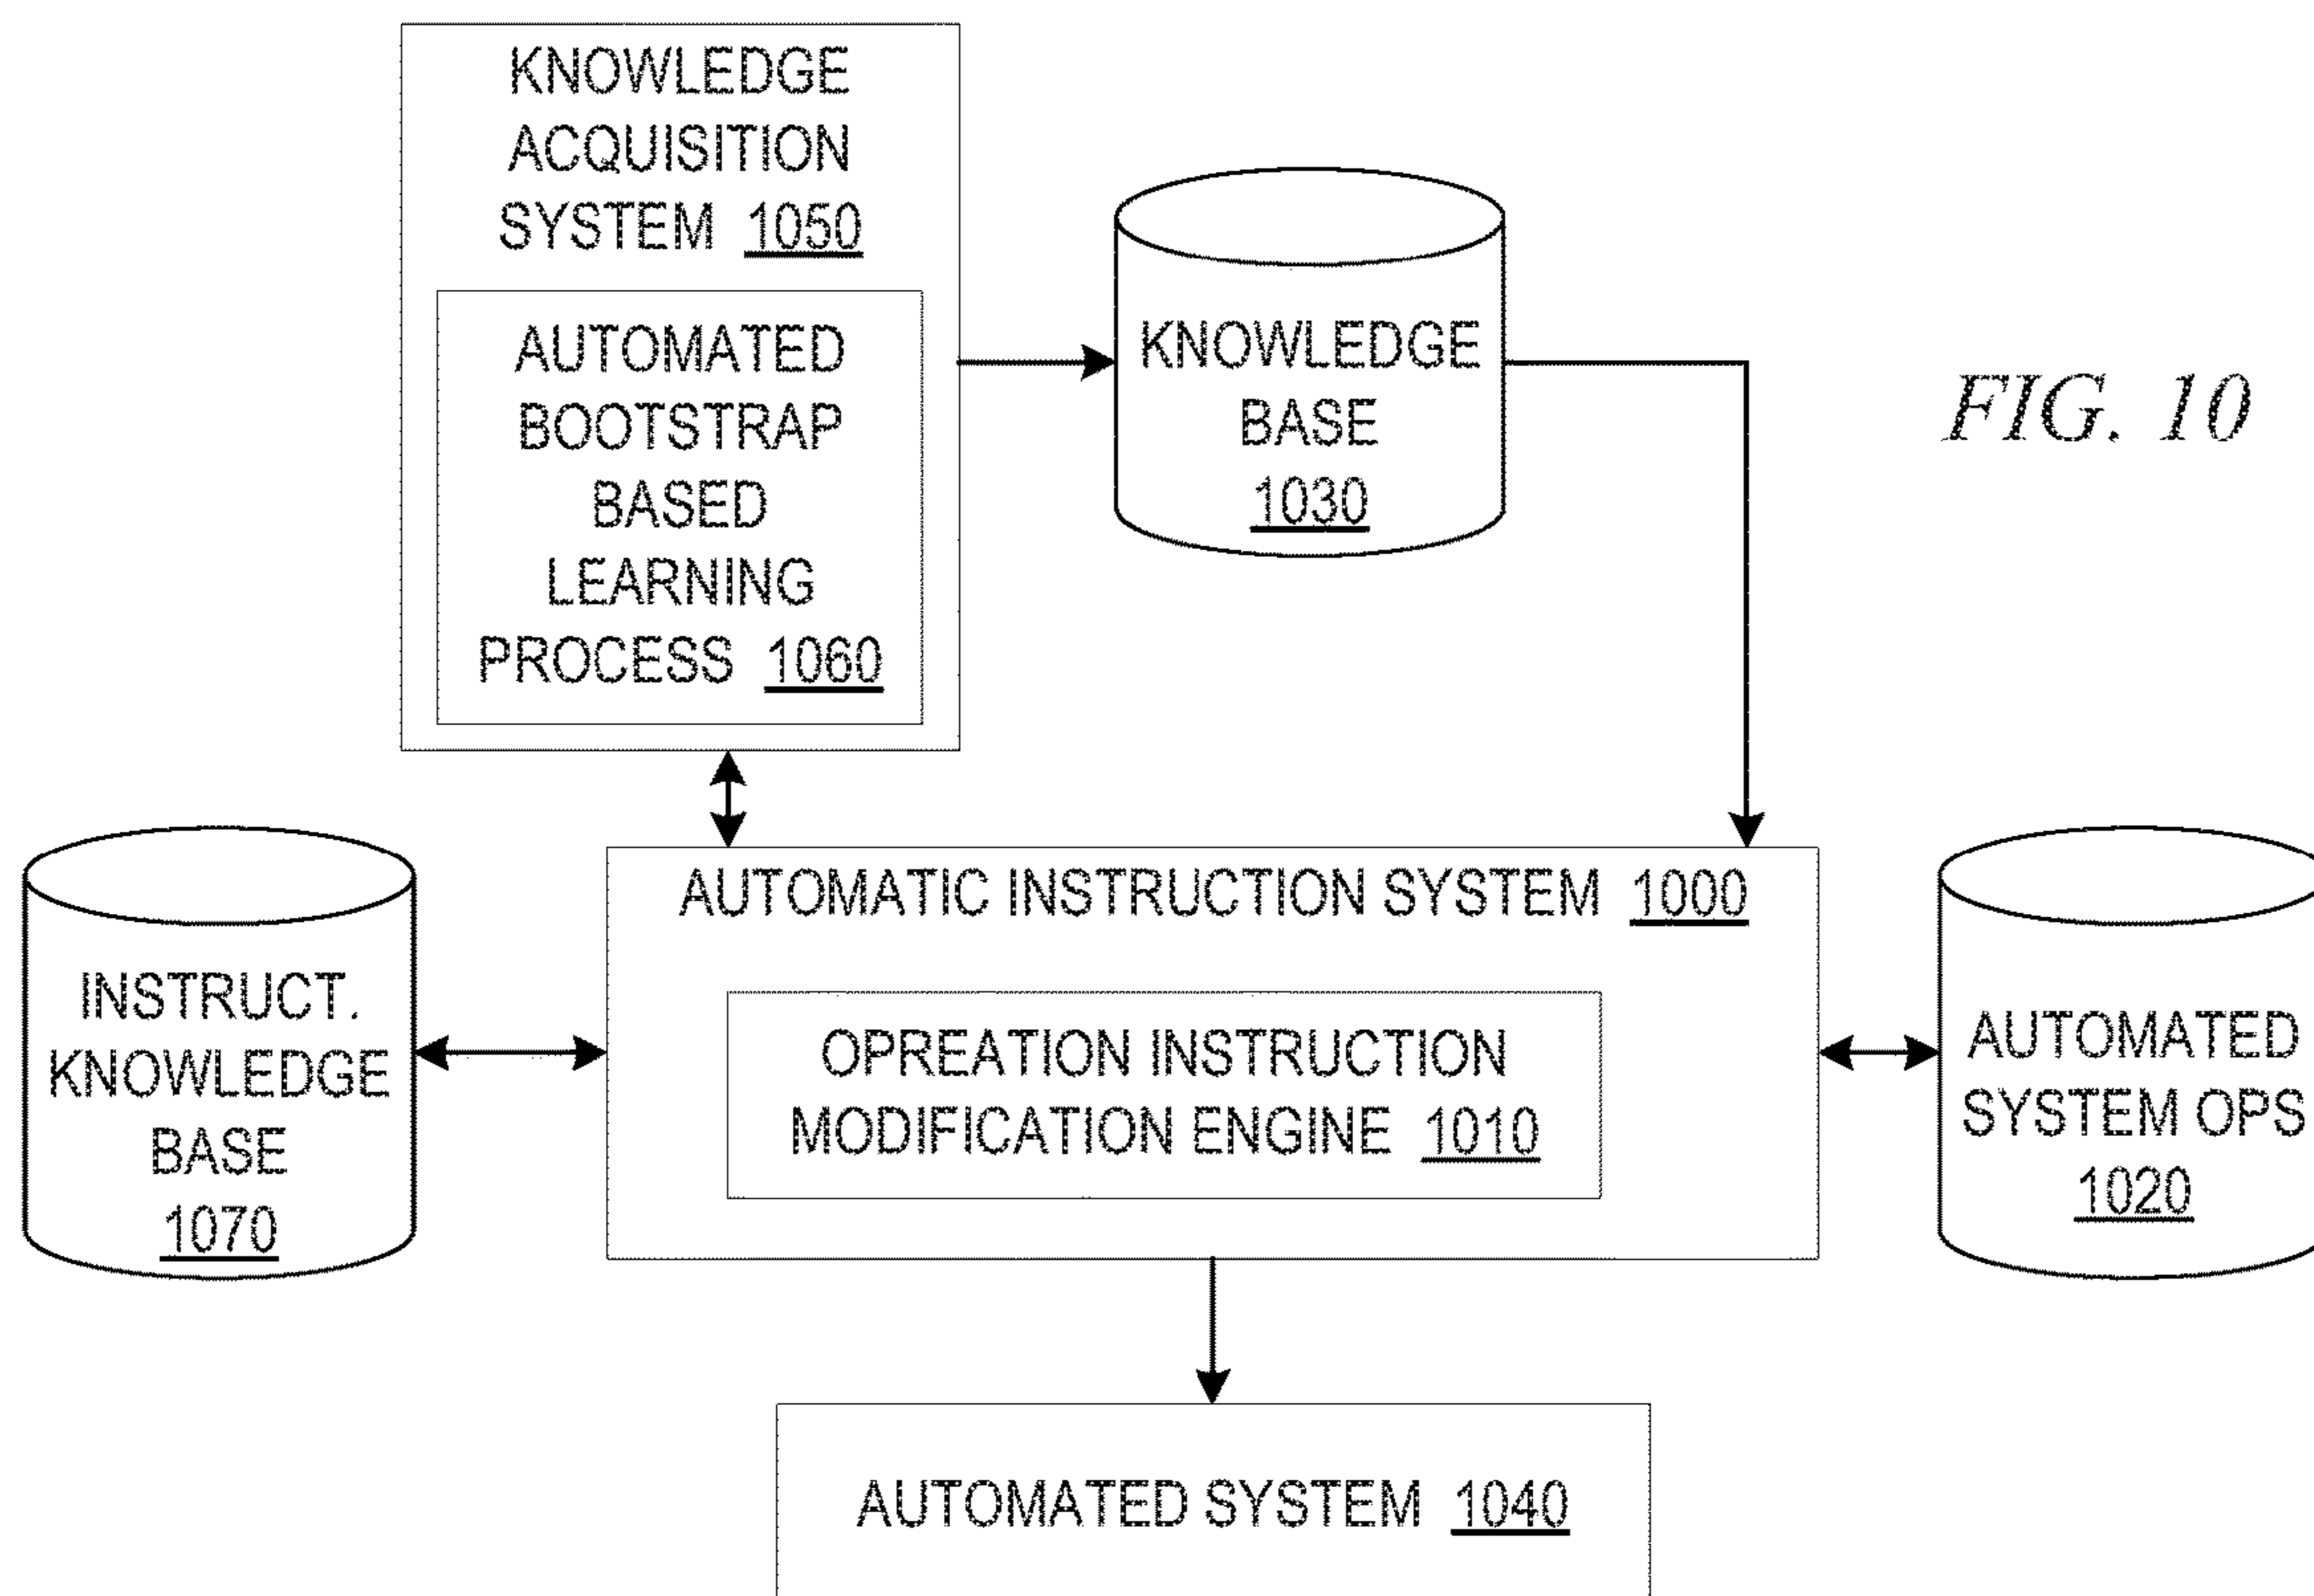 KNOWLEDGE
ACQUISITION
SYSTEM 1050
AUTOMATED
BOOTSTRAP
BASED
LEARNING
PROCESS 1060
KNOWLEDGE
BASE
1030
FIG. 10
AUTOMATIC INSTRUCTION SYSTEM 1000
OPREATION INSTRUCTION
MODIFICATION ENGINE 1010
INSTRUCT.
KNOWLEDGE
BASE
1070
AUTOMATED
SYSTEM OPS
1020
AUTOMATED SYSTEM 1040